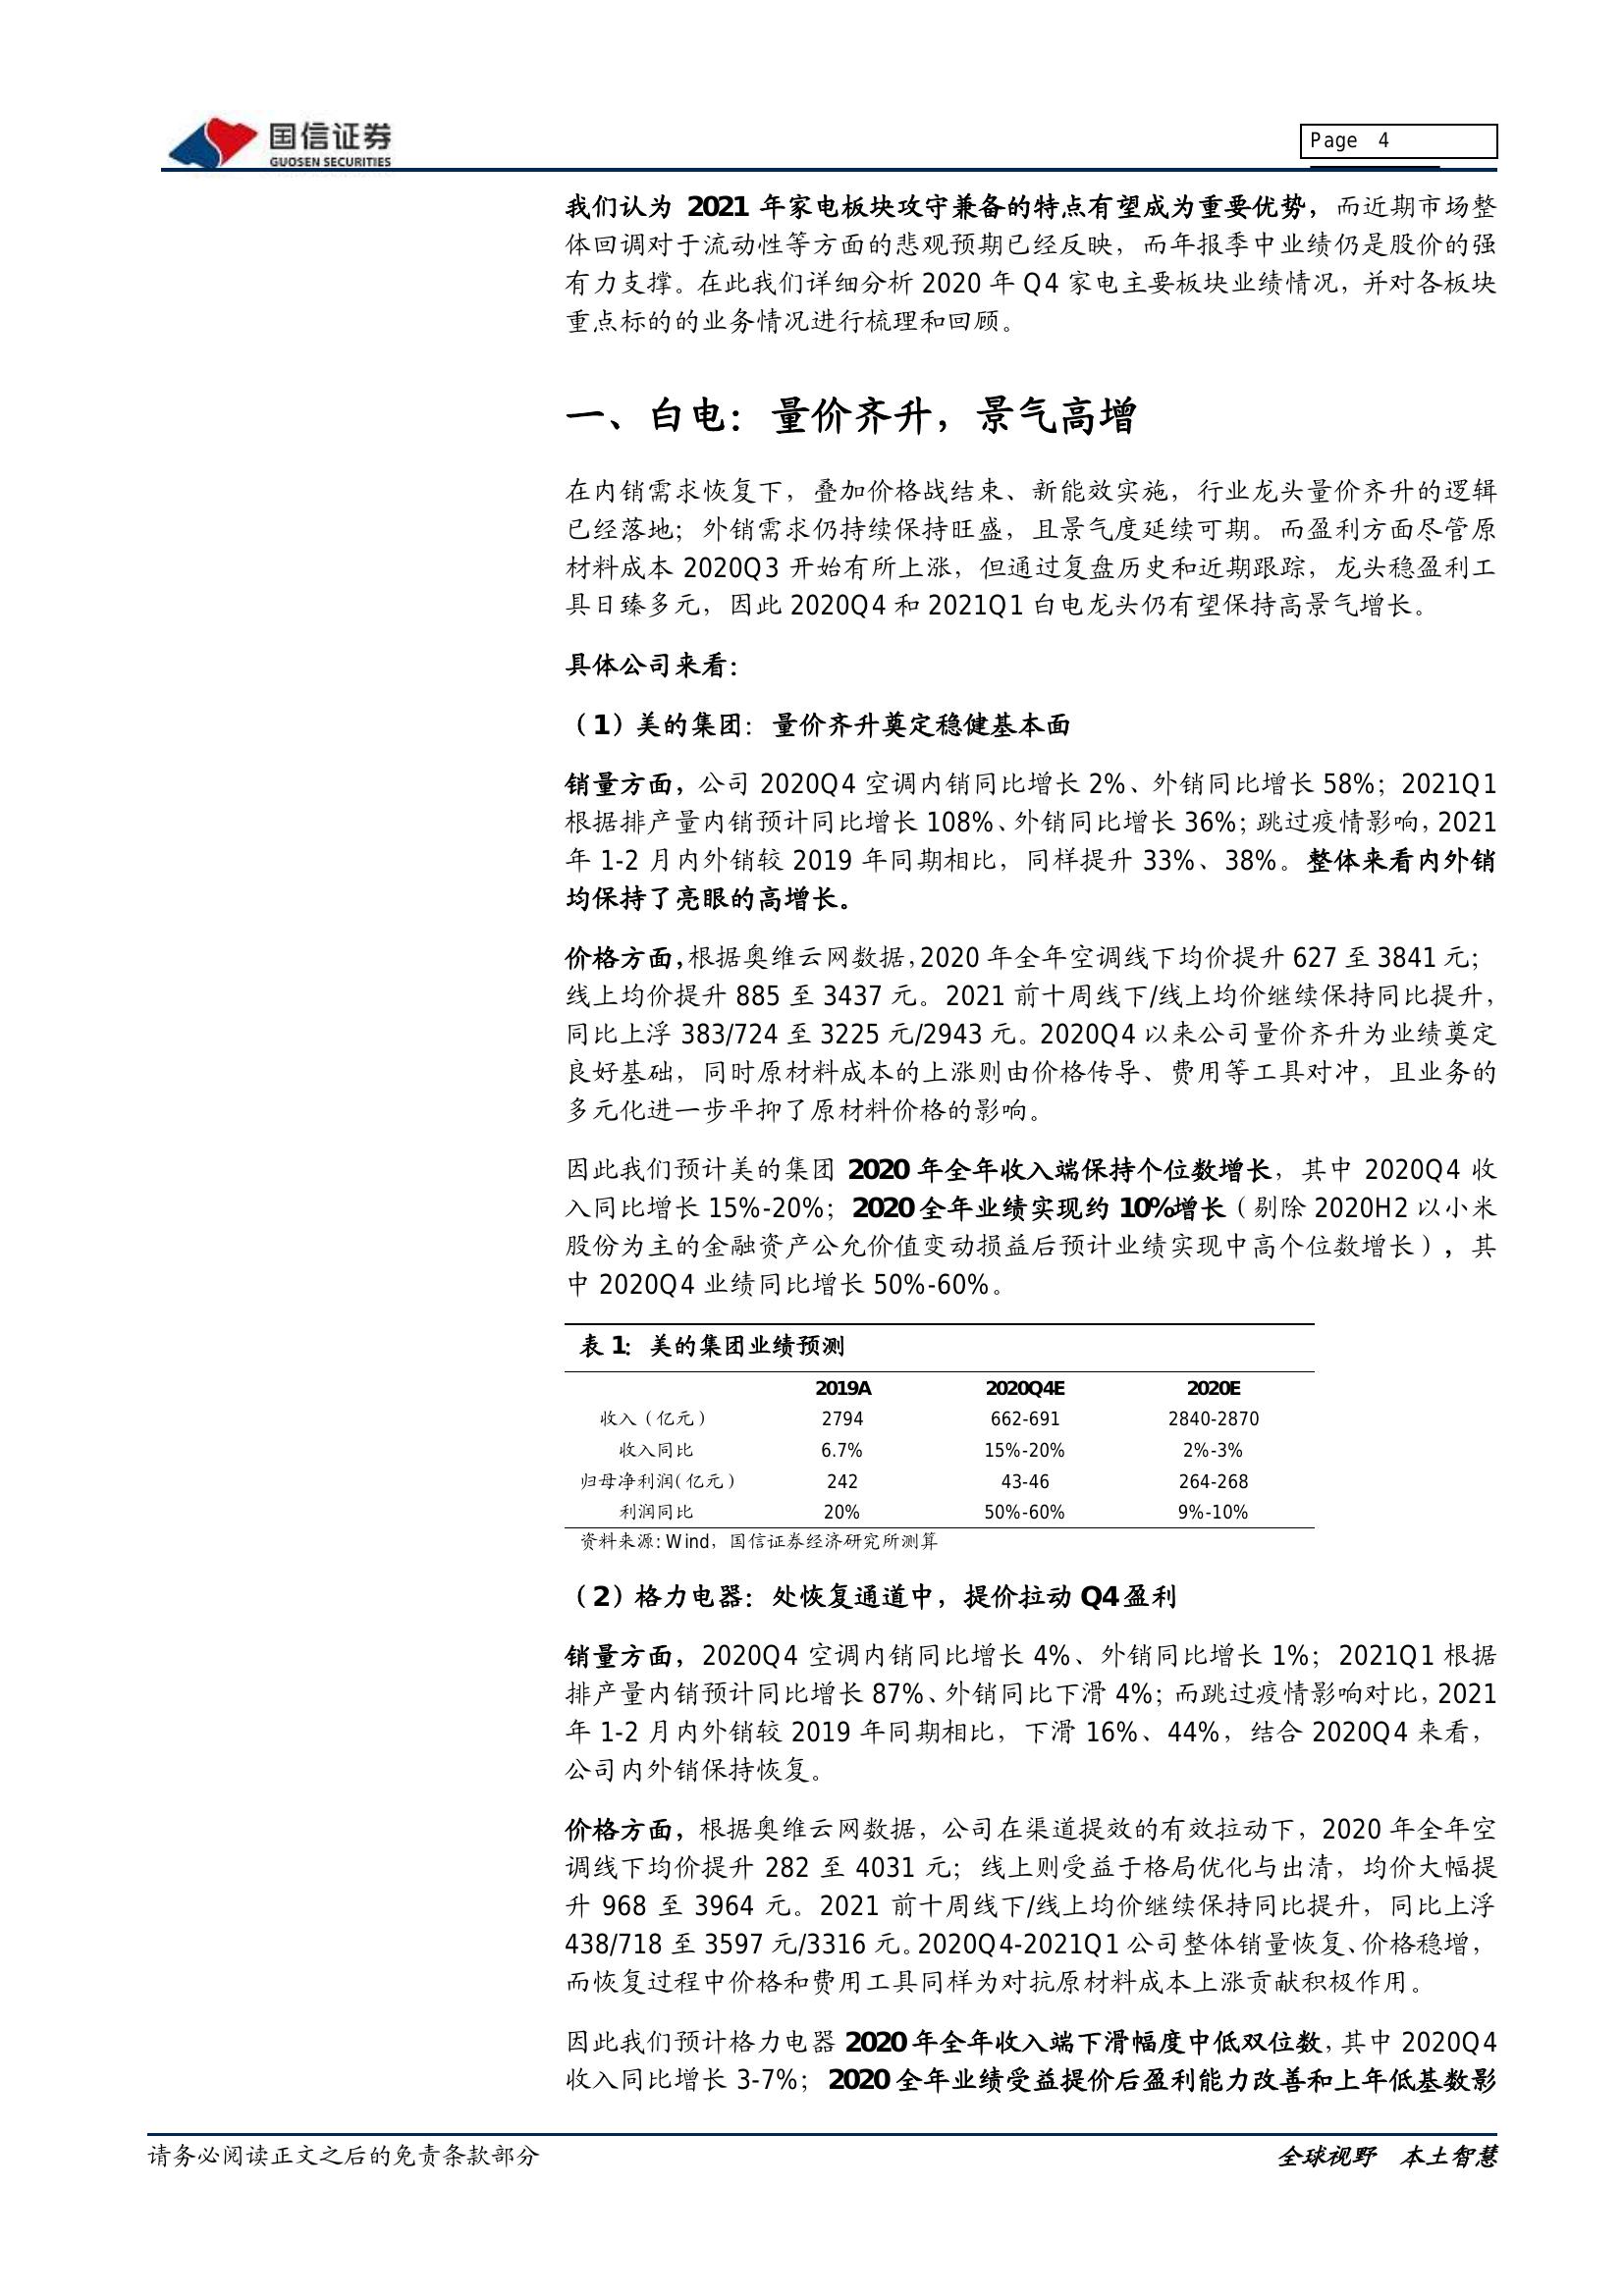 国信证券
GUOSEN SECURITIES
Page 4
我们认为 2021 年家电板块攻守兼备的特点有望成为重要优势，而近期市场整
体回调对于流动性等方面的悲观预期已经反映，而年报季中业绩仍是股价的强
有力支撑。在此我们详细分析 2020 年 Q4 家电主要板块业绩情况，并对各板块
重点标的的业务情况进行梳理和回顾。
一、白电：量价齐升，景气高增
在内销需求恢复下，叠加价格战结束、新能效实施，行业龙头量价齐升的逻辑
已经落地；外销需求仍持续保持旺盛，且景气度延续可期。而盈利方面尽管原
材料成本 2020Q3 开始有所上涨，但通过复盘历史和近期跟踪，龙头稳盈利工
具日臻多元，因此 2020Q4 和 2021Q1 白电龙头仍有望保持高景气增长。
具体公司来看：
（1）美的集团：量价齐升奠定稳健基本面
销量方面，公司 2020Q4 空调内销同比增长 2%、外销同比增长 58%；2021Q1
根据排产量内销预计同比增长 108%、外销同比增长 36%；跳过疫情影响，2021
年 1-2 月内外销较 2019 年同期相比，同样提升 33%、38%。整体来看内外销
均保持了亮眼的高增长。
价格方面，根据奥维云网数据，2020 年全年空调线下均价提升 627 至 3841 元；
线上均价提升 885 至 3437 元。2021 前十周线下/线上均价继续保持同比提升，
同比上浮 383/724 至 3225 元/2943 元。2020Q4 以来公司量价齐升为业绩奠定
良好基础，同时原材料成本的上涨则由价格传导、费用等工具对冲，且业务的
多元化进一步平抑了原材料价格的影响。
因此我们预计美的集团 2020 年全年收入端保持个位数增长，其中 2020Q4 收
入同比增长 15%-20%；2020 全年业绩实现约 10%增长（剔除 2020H2 以小米
股份为主的金融资产公允价值变动损益后预计业绩实现中高个位数增长），其
中 2020Q4 业绩同比增长 50%-60%。
表 1：美的集团业绩预测
2019A 2020Q4E 2020E
收入（亿元） 2794 662-691 2840-2870
收入同比 6.7% 15%-20% 2%-3%
归母净利润(亿元) 242 43-46 264-268
利润同比 20% 50%-60% 9%-10%
资料来源: Wind，国信证券经济研究所测算
（2）格力电器：处恢复通道中，提价拉动 Q4 盈利
销量方面，2020Q4 空调内销同比增长 4%、外销同比增长 1%；2021Q1 根据
排产量内销预计同比增长 87%、外销同比下滑 4%；而跳过疫情影响对比，2021
年 1-2 月内外销较 2019 年同期相比，下滑 16%、44%，结合 2020Q4 来看，
公司内外销保持恢复。
价格方面，根据奥维云网数据，公司在渠道提效的有效拉动下，2020 年全年空
调线下均价提升 282 至 4031 元；线上则受益于格局优化与出清，均价大幅提
升 968 至 3964 元。2021 前十周线下/线上均价继续保持同比提升，同比上浮
438/718 至 3597 元/3316 元。2020Q4-2021Q1 公司整体销量恢复、价格稳增，
而恢复过程中价格和费用工具同样为对抗原材料成本上涨贡献积极作用。
因此我们预计格力电器 2020 年全年收入端下滑幅度中低双位数，其中 2020Q4
收入同比增长 3-7%；2020 全年业绩受益提价后盈利能力改善和上年低基数影
请务必阅读正文之后的免责条款部分
全球视野 本土智慧